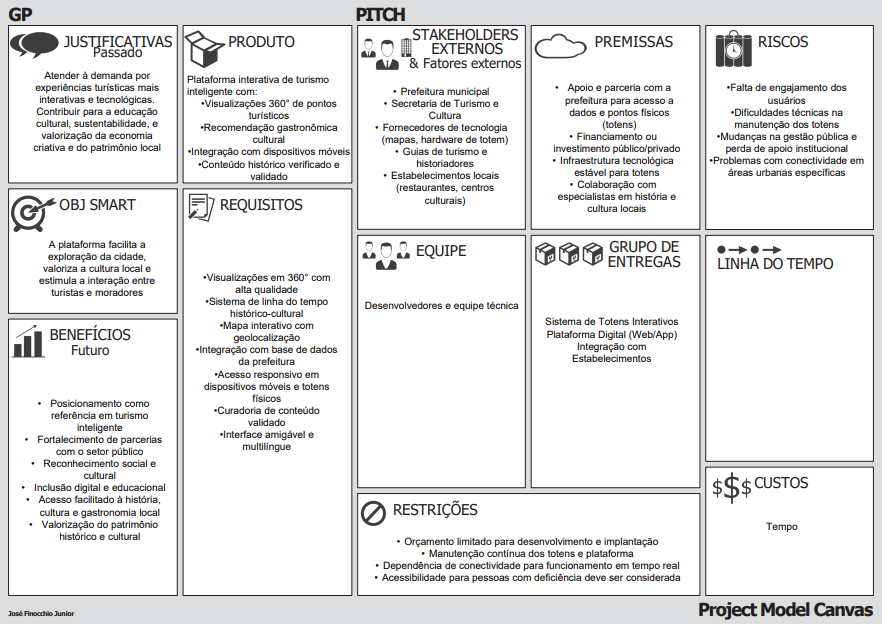 GP
PITCH
JUSTIFICATIVAS
Passado
Atender à demanda por
experiências turísticas mais
interativas e tecnológicas.
Contribuir para a educação
cultural, sustentabilidade, e
valorização da economia
criativa e do patrimônio local
PRODUTO
Plataforma interativa de turismo
inteligente com:
•Visualizações 360° de pontos
turísticos
•Recomendação gastronômica
cultural
•Integração com dispositivos móveis
•Conteúdo histórico verificado e
validado
STAKEHOLDERS
EXTERNOS
& Fatores externos
• Prefeitura municipal
• Secretaria de Turismo e
Cultura
• Fornecedores de tecnologia
(mapas, hardware de totem)
• Guias de turismo e
historiadores
• Estabelecimentos locais
(restaurantes, centros
culturais)
PREMISSAS
• Apoio e parceria com a
prefeitura para acesso a
dados e pontos físicos
(totens)
• Financiamento ou
investimento público/privado
• Infraestrutura tecnológica
estável para totens
• Colaboração com
especialistas em história e
cultura locais
RISCOS
•Falta de engajamento dos
usuários
•Dificuldades técnicas na
manutenção dos totens
•Mudanças na gestão pública e
perda de apoio institucional
•Problemas com conectividade em
áreas urbanas específicas
OBJ SMART
A plataforma facilita a
exploração da cidade,
valoriza a cultura local e
estimula a interação entre
turistas e moradores
REQUISITOS
•Visualizações em 360° com
alta qualidade
•Sistema de linha do tempo
histórico-cultural
•Mapa interativo com
geolocalização
•Integração com base de dados
da prefeitura
•Acesso responsivo em
dispositivos móveis e totens
físicos
•Curadoria de conteúdo
validado
•Interface amigável e
multilíngue
EQUIPE
Desenvolvedores e equipe técnica
GRUPO DE
ENTREGAS
Sistema de Totens Interativos
Plataforma Digital (Web/App)
Integração com
Estabelecimentos
LINHA DO TEMPO
BENEFÍCIOS
Futuro
• Posicionamento como
referência em turismo
inteligente
• Fortalecimento de parcerias
com o setor público
• Reconhecimento social e
cultural
• Inclusão digital e educacional
• Acesso facilitado à história,
cultura e gastronomia local
• Valorização do patrimônio
histórico e cultural
RESTRIÇÕES
• Orçamento limitado para desenvolvimento e implantação
• Manutenção contínua dos totens e plataforma
• Dependência de conectividade para funcionamento em tempo real
• Acessibilidade para pessoas com deficiência deve ser considerada
$$$ CUSTOS
Tempo
José Finocchio Junior
Project Model Canvas